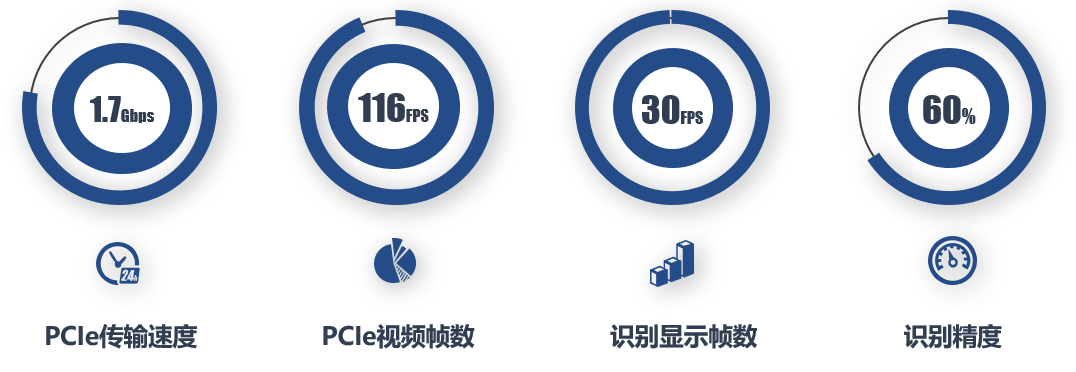 1.7Gbps
116FPS
30FPS
60%
24h
PCIe传输速度
PCIe视频帧数
识别显示帧数
识别精度